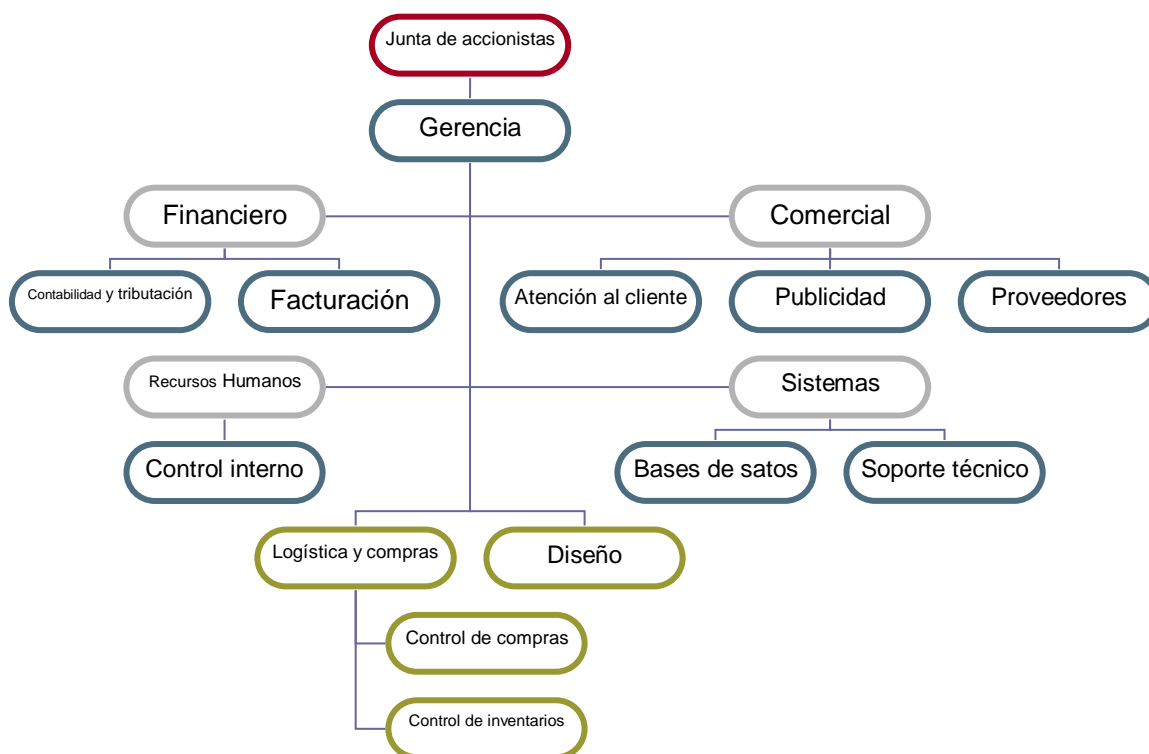 Junta de accionistas
Gerencia
Financiero
Comercial
Contabilidad y tributación
Facturación
Atención al cliente
Publicidad
Proveedores
Recursos Humanos
Sistemas
Control interno
Bases de satos
Soporte técnico
Logística y compras
Diseño
Control de compras
Control de inventarios